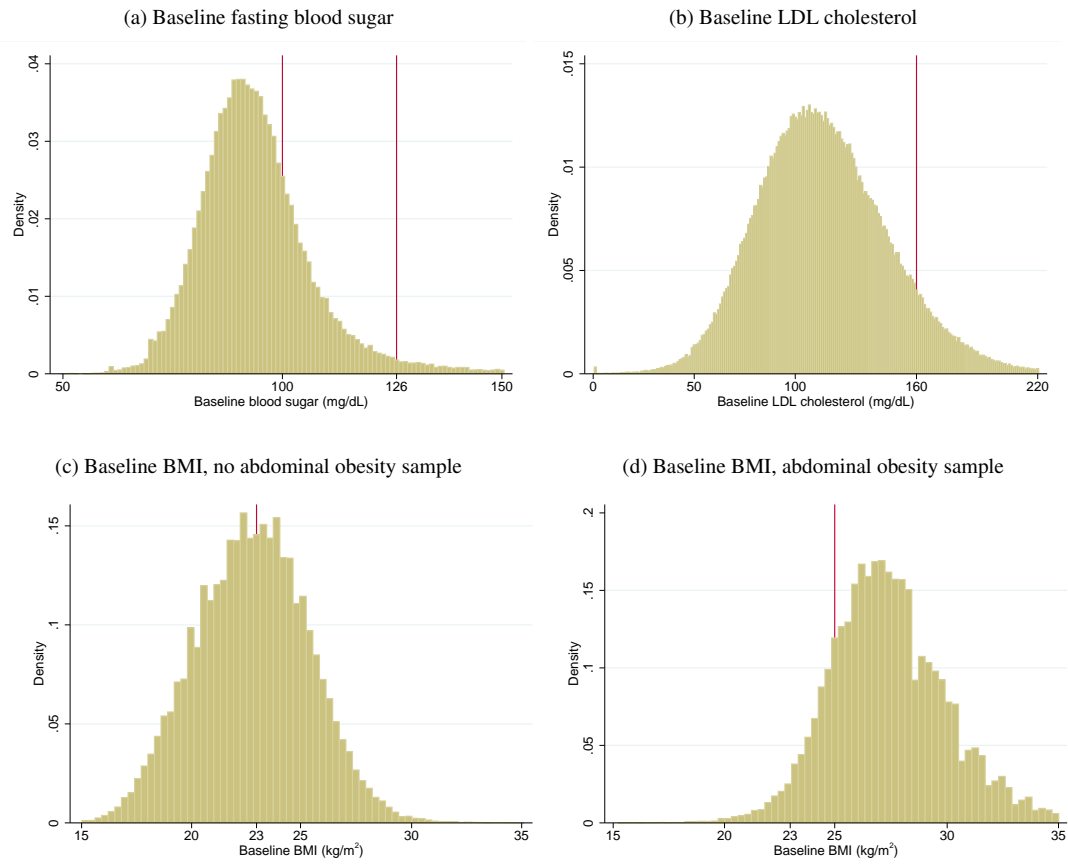 (a) Baseline fasting blood sugar
Density
0 .01 .02 .03 .04
50 100 126 150
Baseline blood sugar (mg/dL)
(b) Baseline LDL cholesterol
Density
0 .005 .01 .015
0 50 100 160 220
Baseline LDL cholesterol (mg/dL)
(c) Baseline BMI, no abdominal obesity sample
Density
0 .05 .1 .15
15 20 23 25 30 35
Baseline BMI (kg/m²)
(d) Baseline BMI, abdominal obesity sample
Density
0 .05 .1 .15 .2
15 20 23 25 30 35
Baseline BMI (kg/m²)